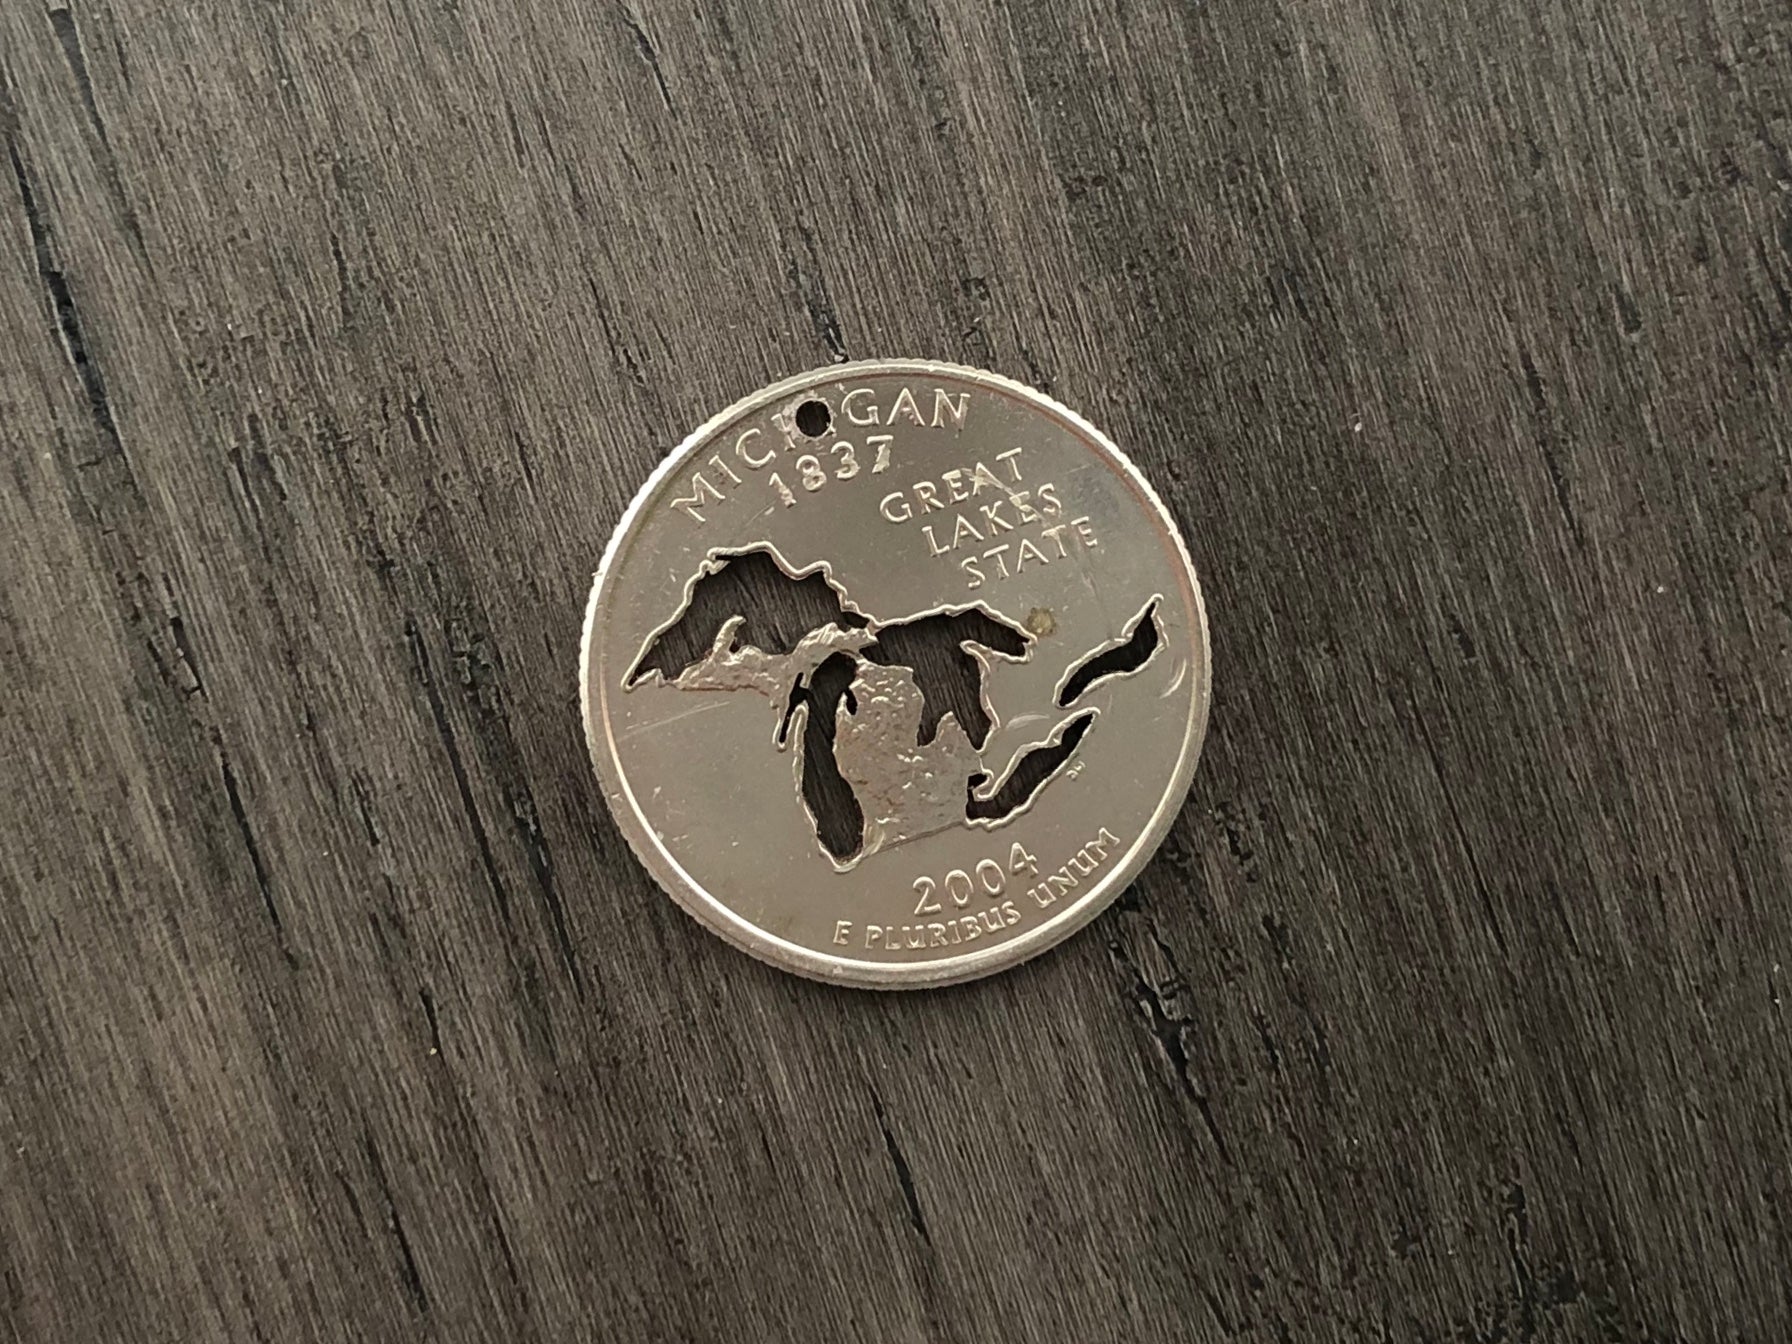 MICHIGAN
1837
GREAT
LAKES
STATE
2004
E PLURIBUS UNUM